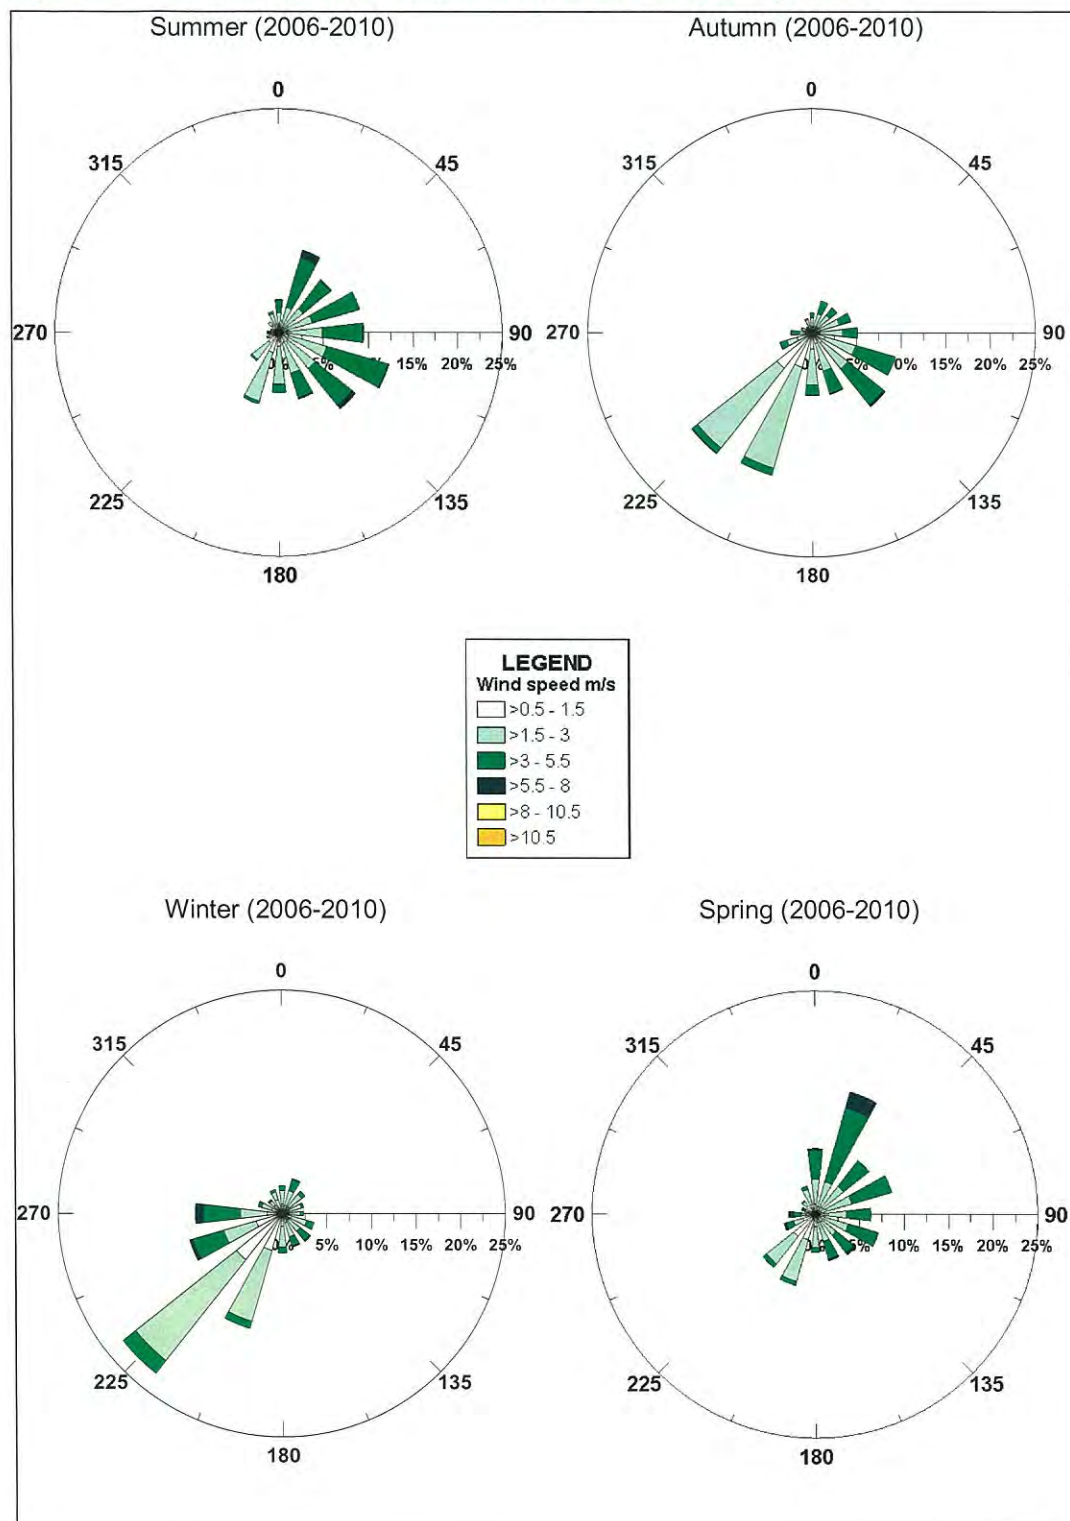 Summer (2006-2010)
Autumn (2006-2010)
0
0
315
45
315
45
270
90
270
90
15% 20% 25%
15% 20% 25%
225
135
225
135
180
180
LEGEND
Wind speed m/s
>0.5 - 1.5
>1.5 - 3
>3 - 5.5
>5.5 - 8
>8 - 10.5
>10.5
Winter (2006-2010)
Spring (2006-2010)
0
0
315
45
315
45
270
90
270
90
5% 10% 15% 20% 25%
10% 15% 20% 25%
225
135
225
135
180
180